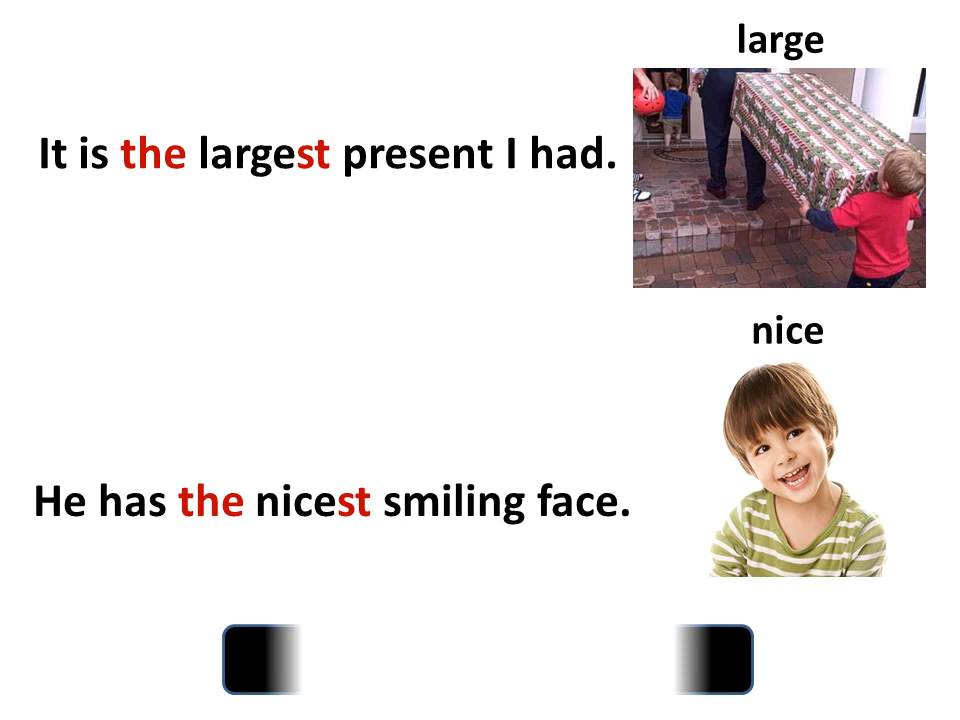 large
It is the largest present I had.
nice
He has the nicest smiling face.